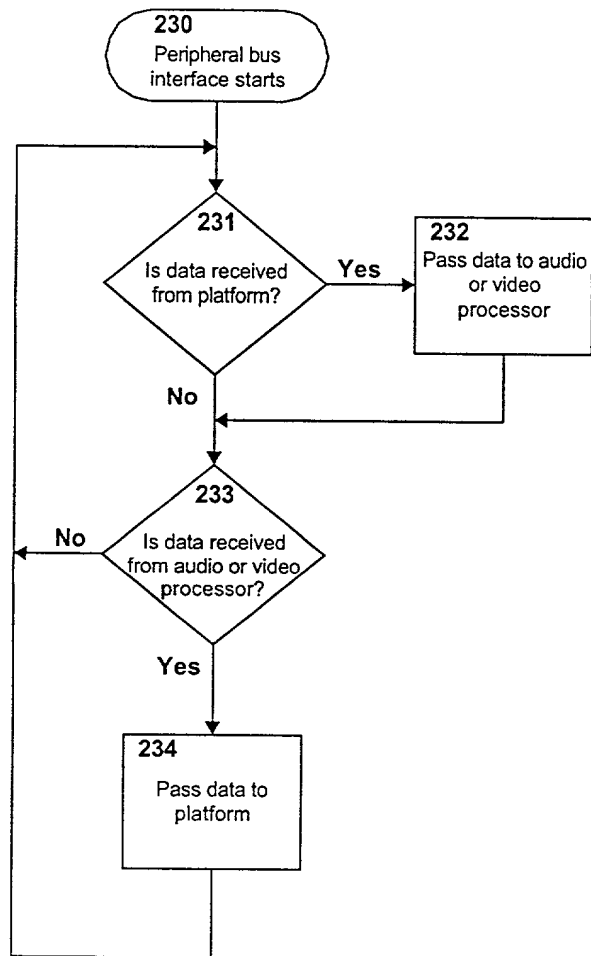 230
Peripheral bus
interface starts
231
Is data received
from platform?
Yes
232
Pass data to audio
or video
processor
No
233
Is data received
from audio or video
processor?
No
Yes
234
Pass data to
platform